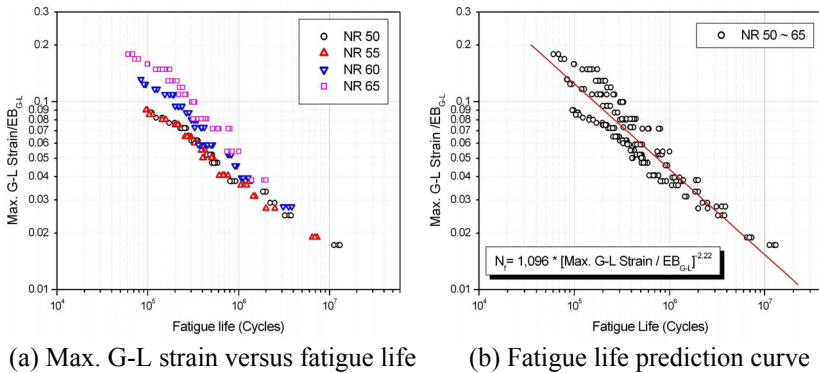 Max. G-L Strain/EB_G-L
0.3
0.2
0.1
0.09
0.08
0.07
0.06
0.05
0.04
0.03
0.02
0.01
NR 50
NR 55
NR 60
NR 65
10^4
10^5
10^6
10^7
Fatigue life (Cycles)
(a) Max. G-L strain versus fatigue life
Max. G-L Strain /EB_G-L
0.3
0.2
0.1
0.09
0.08
0.07
0.06
0.05
0.04
0.03
0.02
0.01
NR 50 ~ 65
N_f= 1,096 * [Max. G-L Strain / EB_G-L]^-2.22
10^4
10^5
10^6
10^7
Fatigue Life (Cycles)
(b) Fatigue life prediction curve